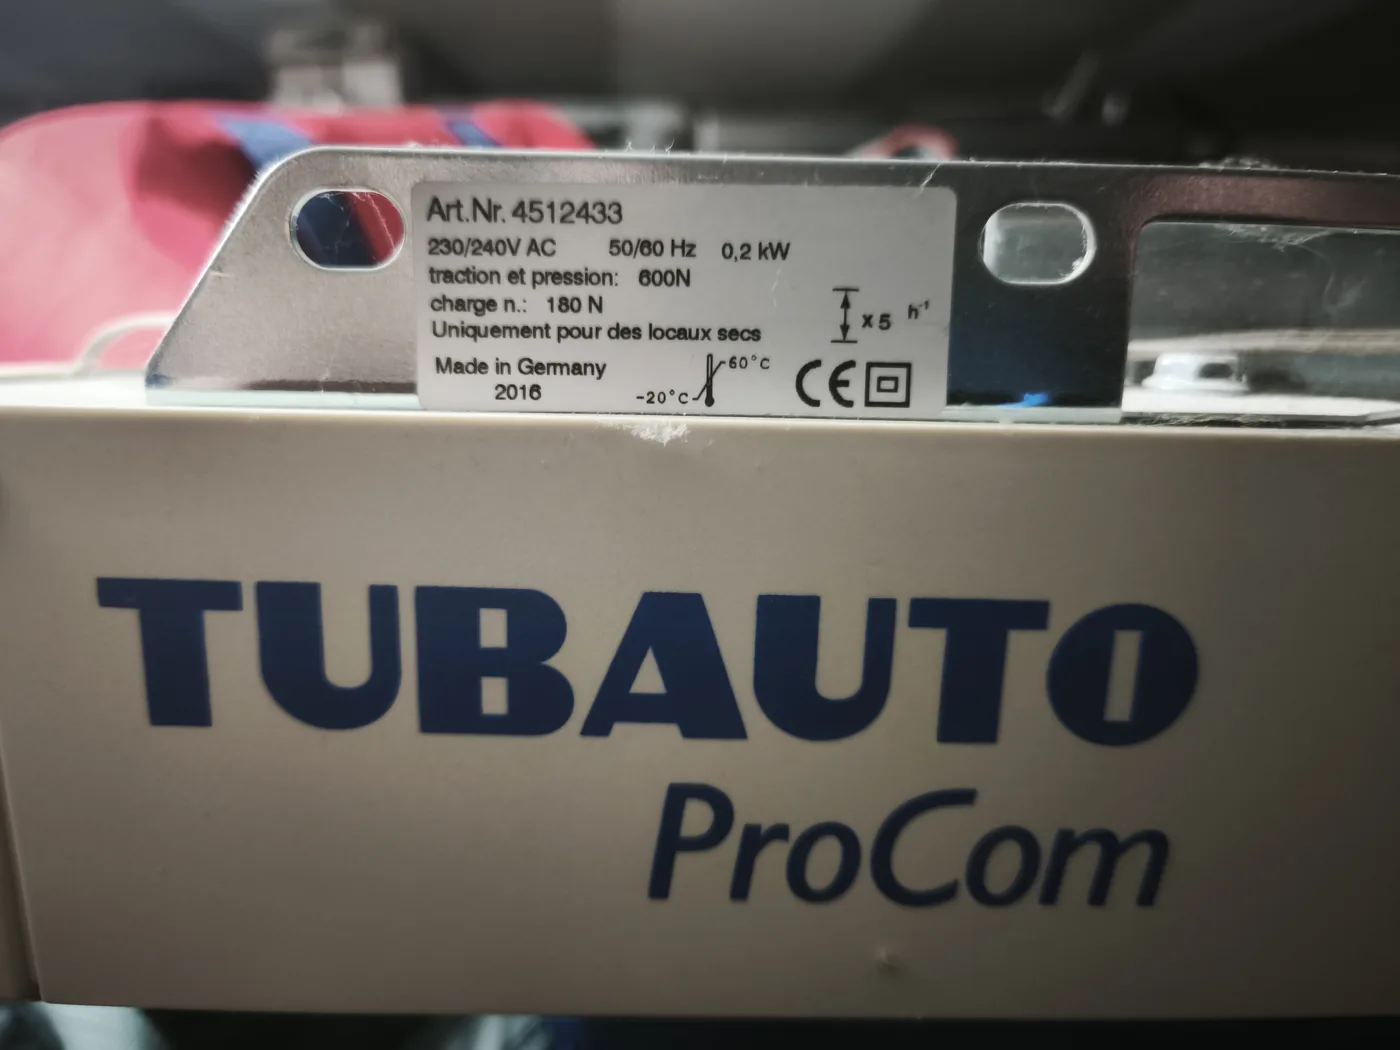 Art.Nr. 4512433
230/240V AC 50/60 Hz 0,2 kW
traction et pression: 600N
charge n.: 180 N
Uniquement pour des locaux secs
x 5 h⁻¹
Made in Germany
2016
-20°C
60°C
CE
TUBAUTO
ProCom